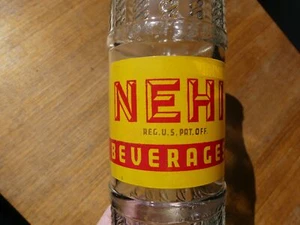 NEHI
REG. U.S. PAT. OFF.
BEVERAGES